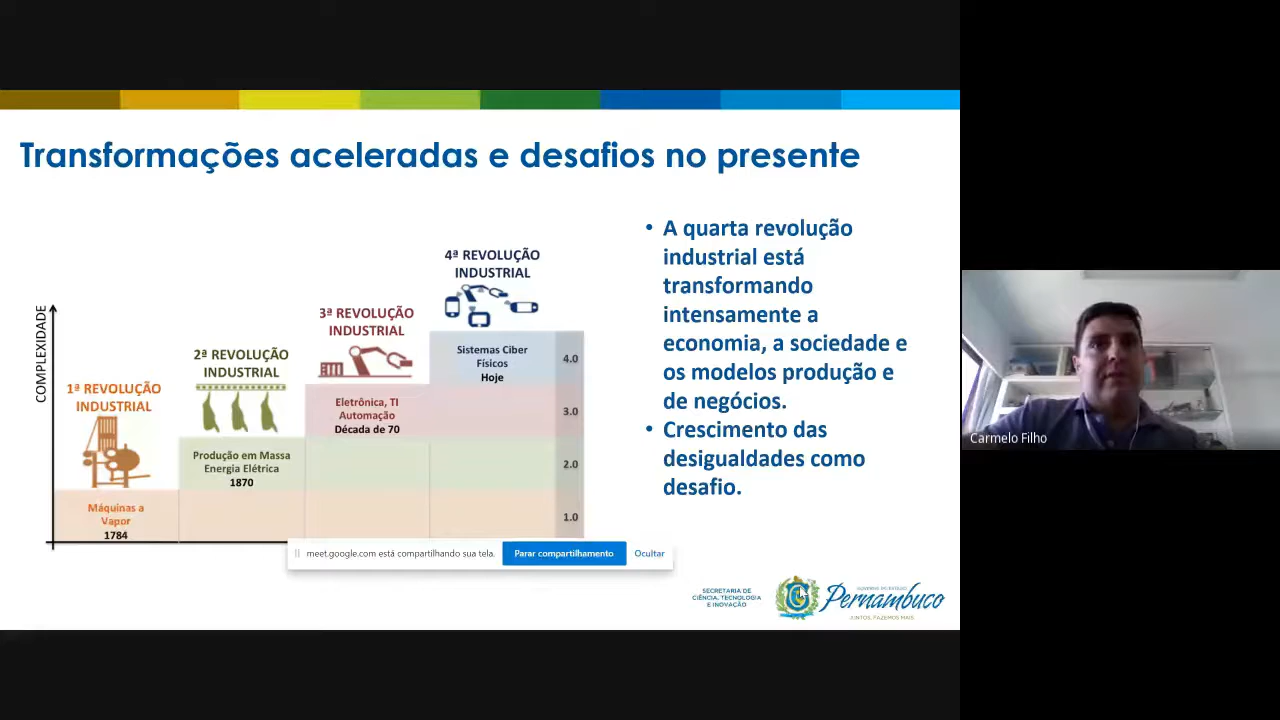 Transformações aceleradas e desafios no presente
COMPLEXIDADE
1ª REVOLUÇÃO
INDUSTRIAL
Máquinas a
Vapor
1784
2ª REVOLUÇÃO
INDUSTRIAL
Produção em Massa
Energia Elétrica
1870
3ª REVOLUÇÃO
INDUSTRIAL
Eletrônica, TI
Automação
Década de 70
4ª REVOLUÇÃO
INDUSTRIAL
Sistemas Ciber
Físicos
Hoje
4.0
3.0
2.0
1.0
• A quarta revolução
industrial está
transformando
intensamente a
economia, a sociedade e
os modelos produção e
de negócios.
• Crescimento das
desigualdades como
desafio.
meet.google.com está compartilhando sua tela.
Parar compartilhamento
Ocultar
SECRETARIA DE
CIÊNCIA, TECNOLOGIA
E INOVAÇÃO
GOVERNO DO ESTADO
Pernambuco
JUNTOS, FAZEMOS MAIS
Carmelo Filho